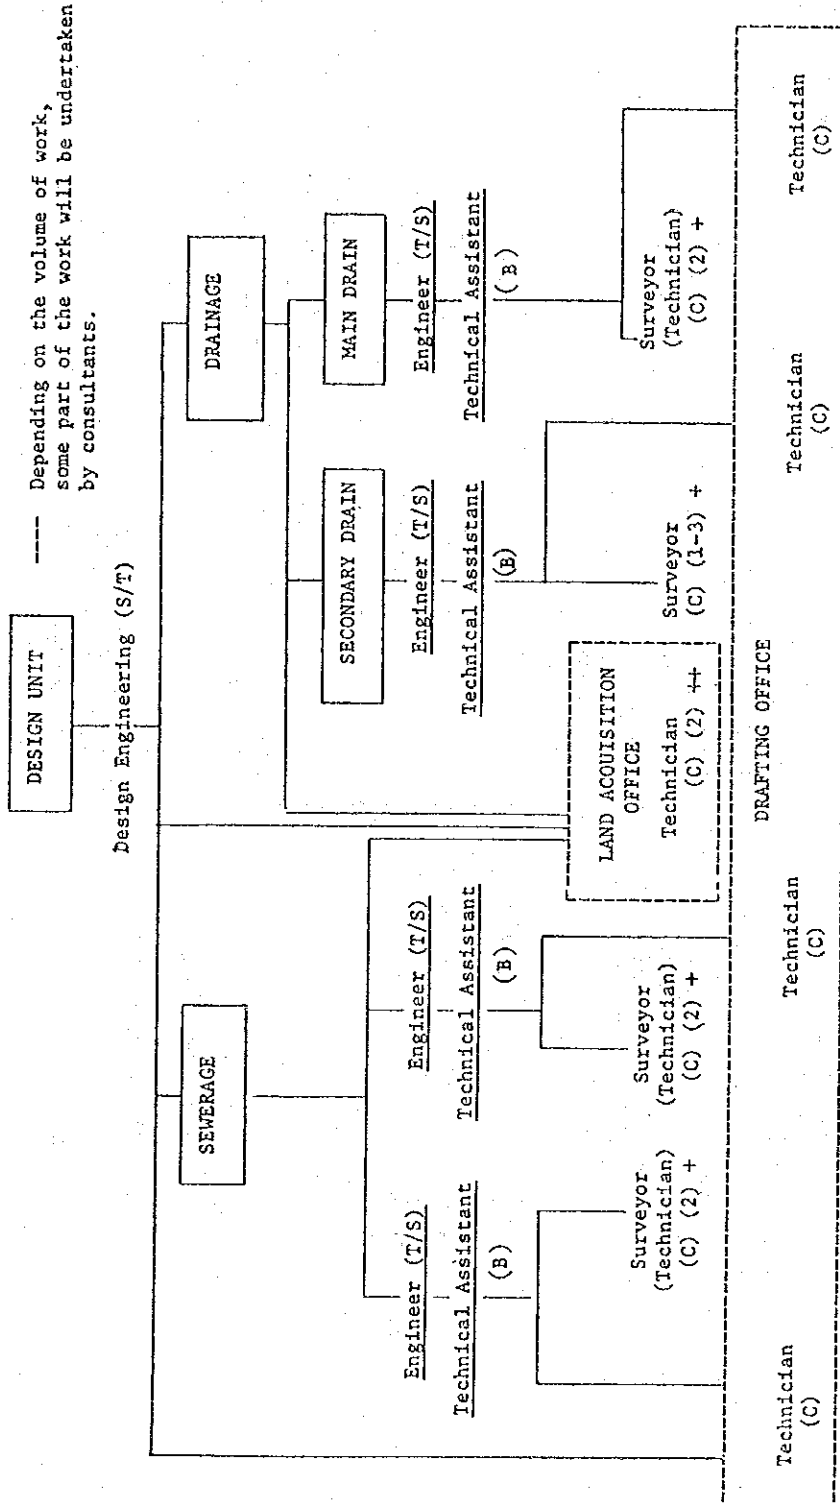 DESIGN UNIT
---- Depending on the volume of work,
some part of the work will be undertaken
by consultants.
Design Engineering (S/T)
SEWERAGE
DRAINAGE
SECONDARY DRAIN
MAIN DRAIN
Engineer (T/S)
Technical Assistant
(B)
Engineer (T/S)
Technical Assistant
(B)
Engineer (T/S)
Technical Assistant
(B)
Engineer (T/S)
Technical Assistant
(B)
Surveyor
(Technician)
(C) (2) +
Surveyor
(Technician)
(C) (2) +
LAND ACOUISITION
OFFICE
Technician
(C) (2) ++
Surveyor
(C) (1-3) +
Surveyor
(Technician)
(C) (2) +
DRAFTING OFFICE
Technician
(C)
Technician
(C)
Technician
(C)
Technician
(C)